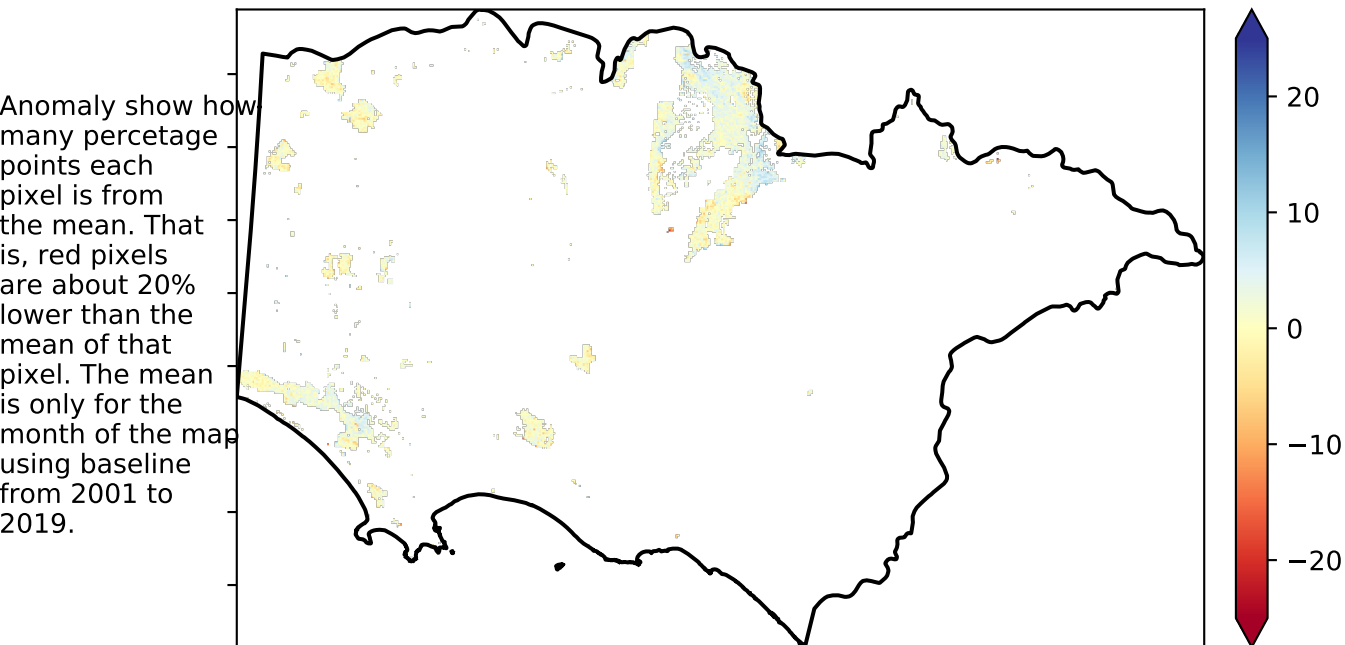 Anomaly show how
many percetage
points each
pixel is from
the mean. That
is, red pixels
are about 20%
lower than the
mean of that
pixel. The mean
is only for the
month of the map
using baseline
from 2001 to
2019.
20
10
0
−10
−20